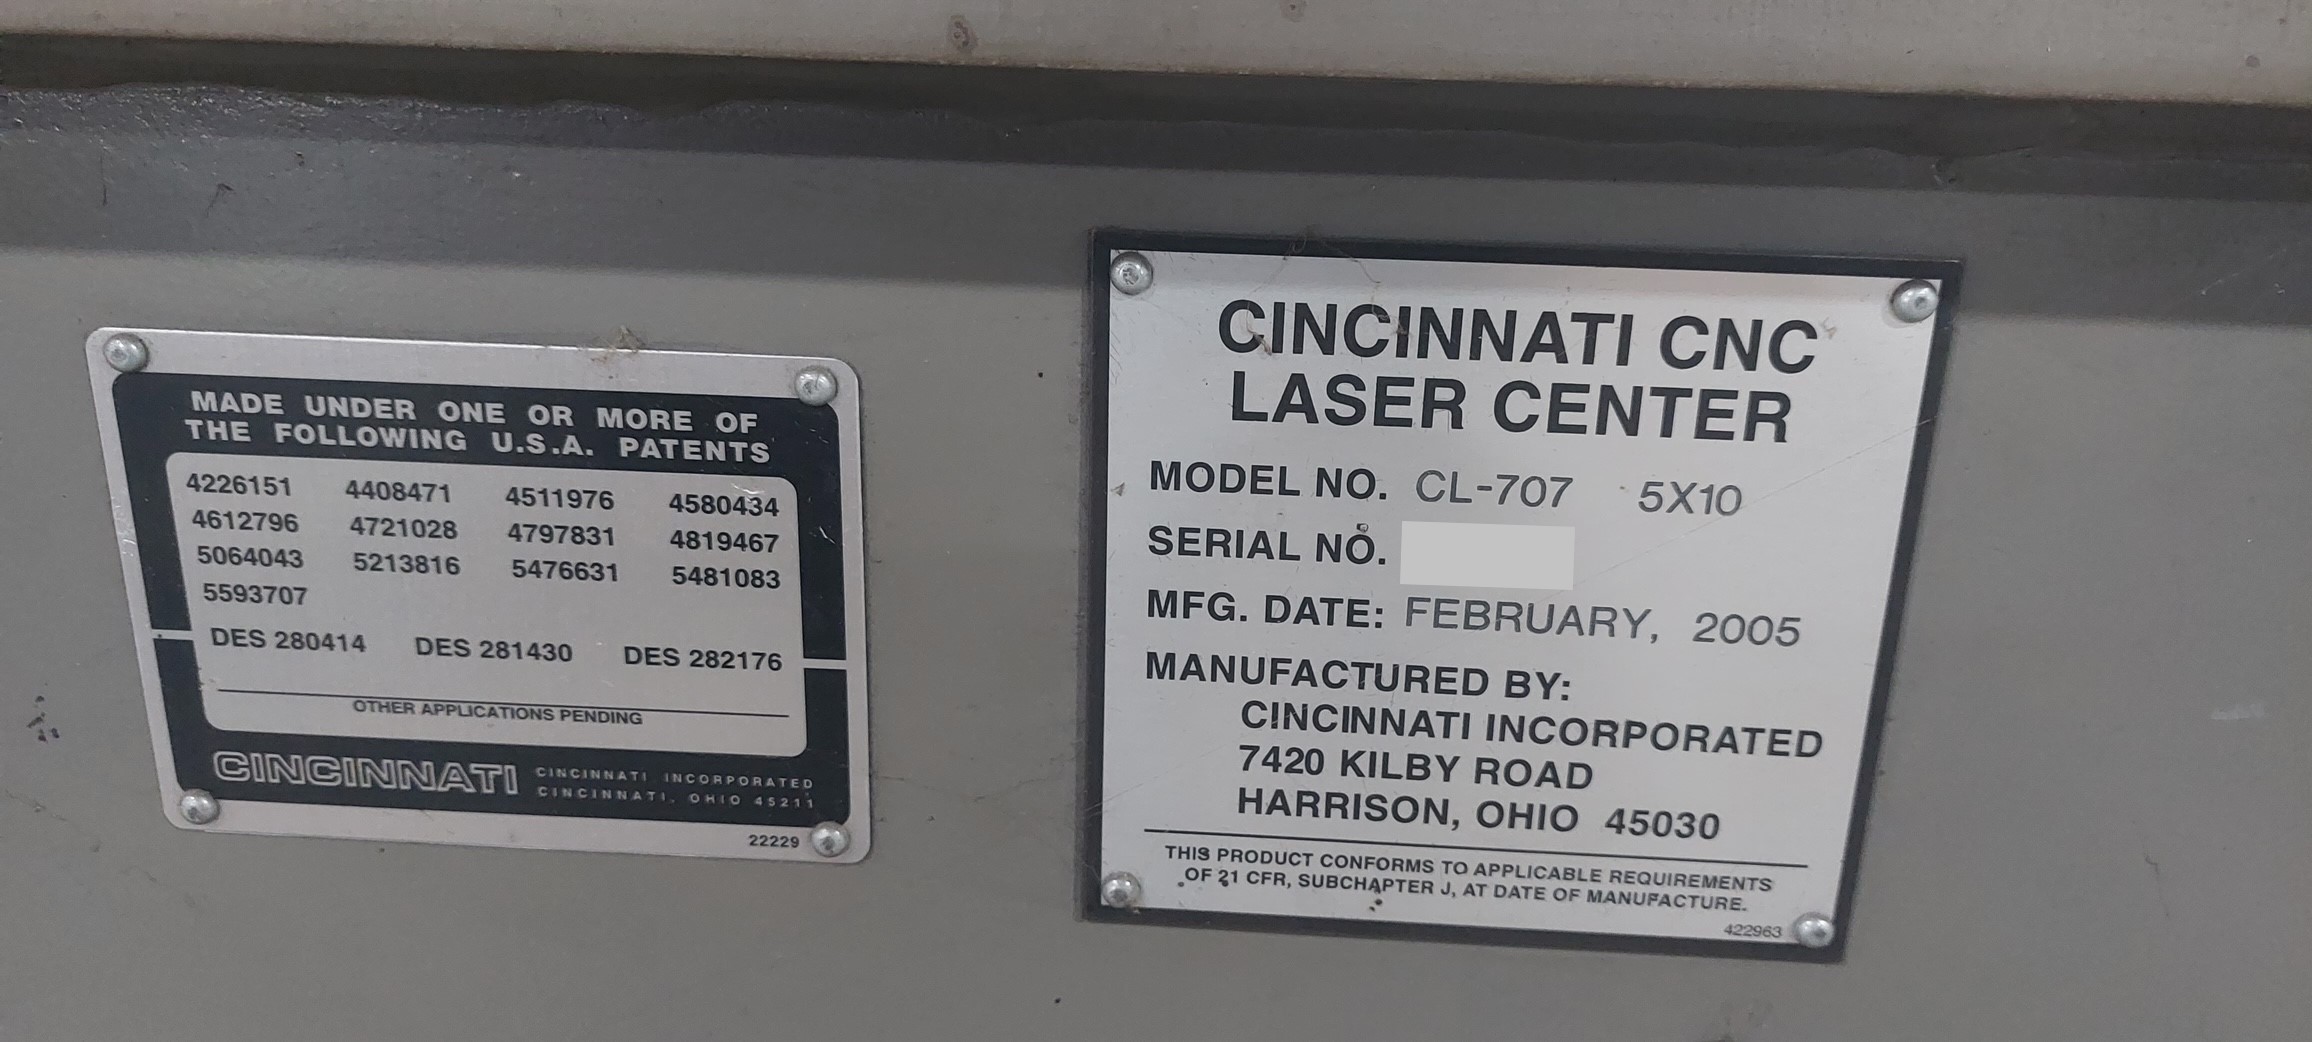 MADE UNDER ONE OR MORE OF
THE FOLLOWING U.S.A. PATENTS
4226151 4408471 4511976 4580434
4612796 4721028 4797831 4819467
5064043 5213816 5476631 5481083
5593707
DES 280414 DES 281430 DES 282176
OTHER APPLICATIONS PENDING
CINCINNATI
CINCINNATI INCORPORATED
CINCINNATI, OHIO 45211
22229
CINCINNATI CNC
LASER CENTER
MODEL NO. CL-707 5X10
SERIAL NO.
MFG. DATE: FEBRUARY, 2005
MANUFACTURED BY:
CINCINNATI INCORPORATED
7420 KILBY ROAD
HARRISON, OHIO 45030
THIS PRODUCT CONFORMS TO APPLICABLE REQUIREMENTS
OF 21 CFR, SUBCHAPTER J, AT DATE OF MANUFACTURE.
422963